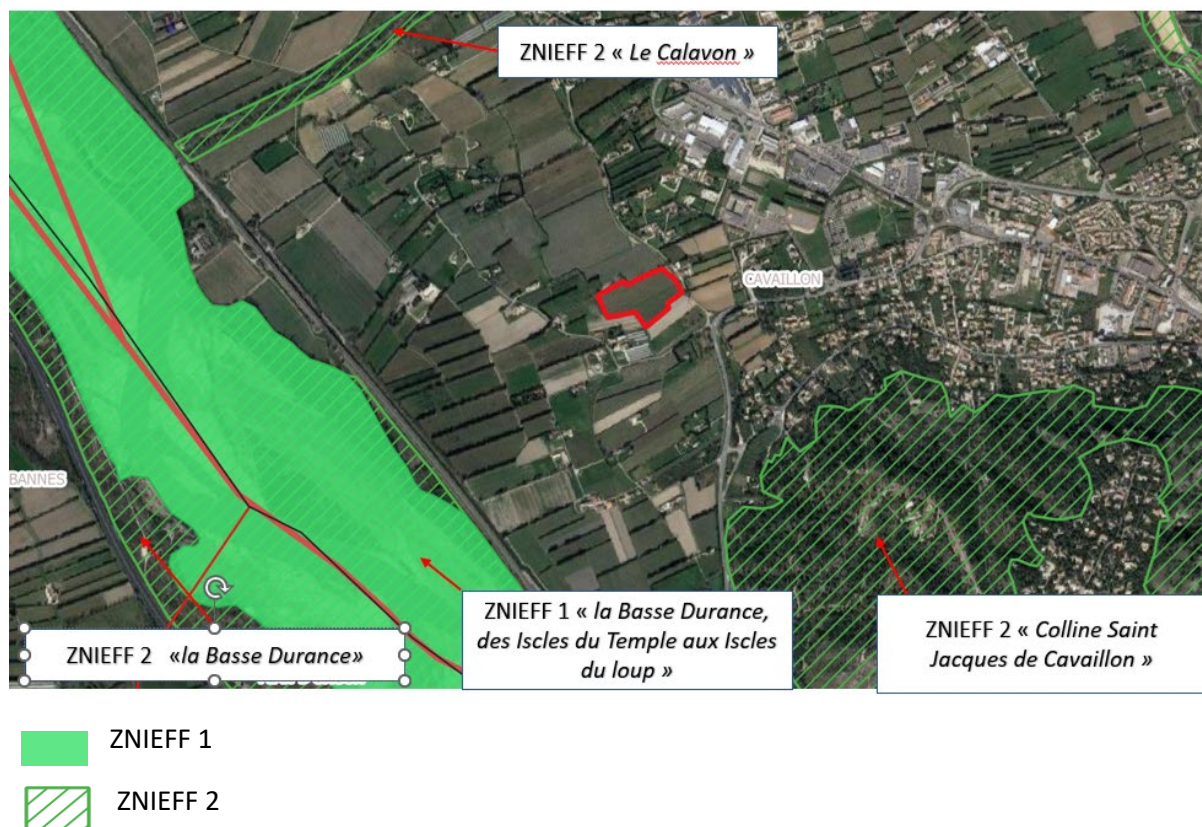 ZNIEFF 2 « Le Calavon »
CAVAILLON
BANNES
ZNIEFF 2 «la Basse Durance»
ZNIEFF 1 « la Basse Durance,
des Iscles du Temple aux Iscles
du loup »
ZNIEFF 2 « Colline Saint
Jacques de Cavaillon »
ZNIEFF 1
ZNIEFF 2